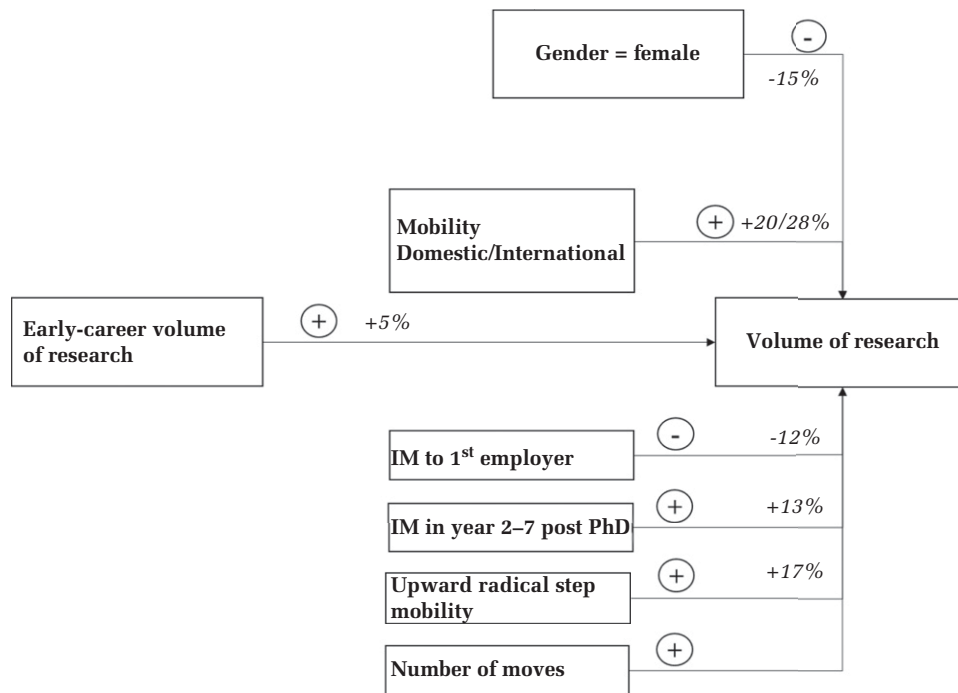 Gender = female
-
-15%
Mobility
Domestic/International
+
+20/28%
Early-career volume
of research
+
+5%
Volume of research
IM to 1st employer
-
-12%
IM in year 2–7 post PhD
+
+13%
Upward radical step
mobility
+
+17%
Number of moves
+